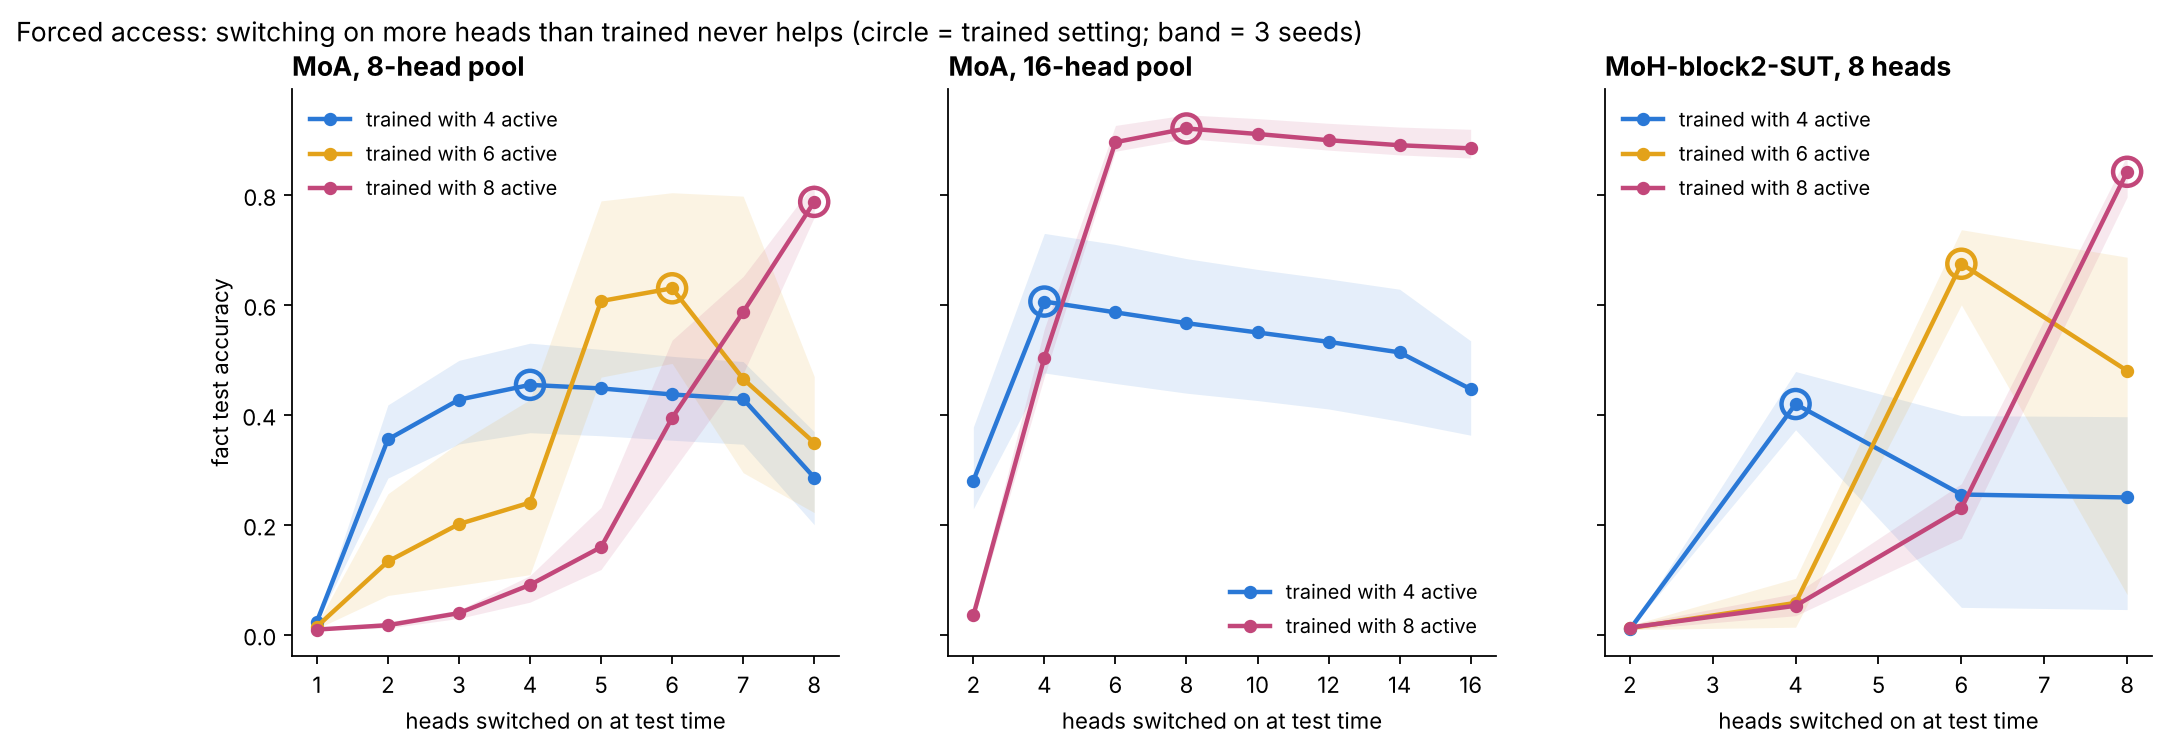 Forced access: switching on more heads than trained never helps (circle = trained setting; band = 3 seeds)
MoA, 8-head pool
trained with 4 active
trained with 6 active
trained with 8 active
fact test accuracy
0.8
0.6
0.4
0.2
0.0
1 2 3 4 5 6 7 8
heads switched on at test time
MoA, 16-head pool
trained with 4 active
trained with 8 active
2 4 6 8 10 12 14 16
heads switched on at test time
MoH-block2-SUT, 8 heads
trained with 4 active
trained with 6 active
trained with 8 active
2 3 4 5 6 7 8
heads switched on at test time